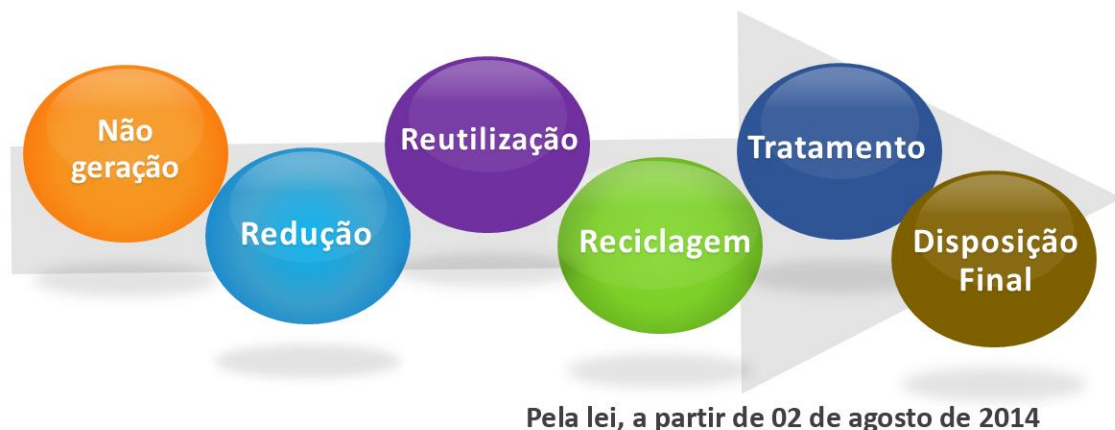 Não
geração
Redução
Reutilização
Reciclagem
Tratamento
Disposição
Final
Pela lei, a partir de 02 de agosto de 2014